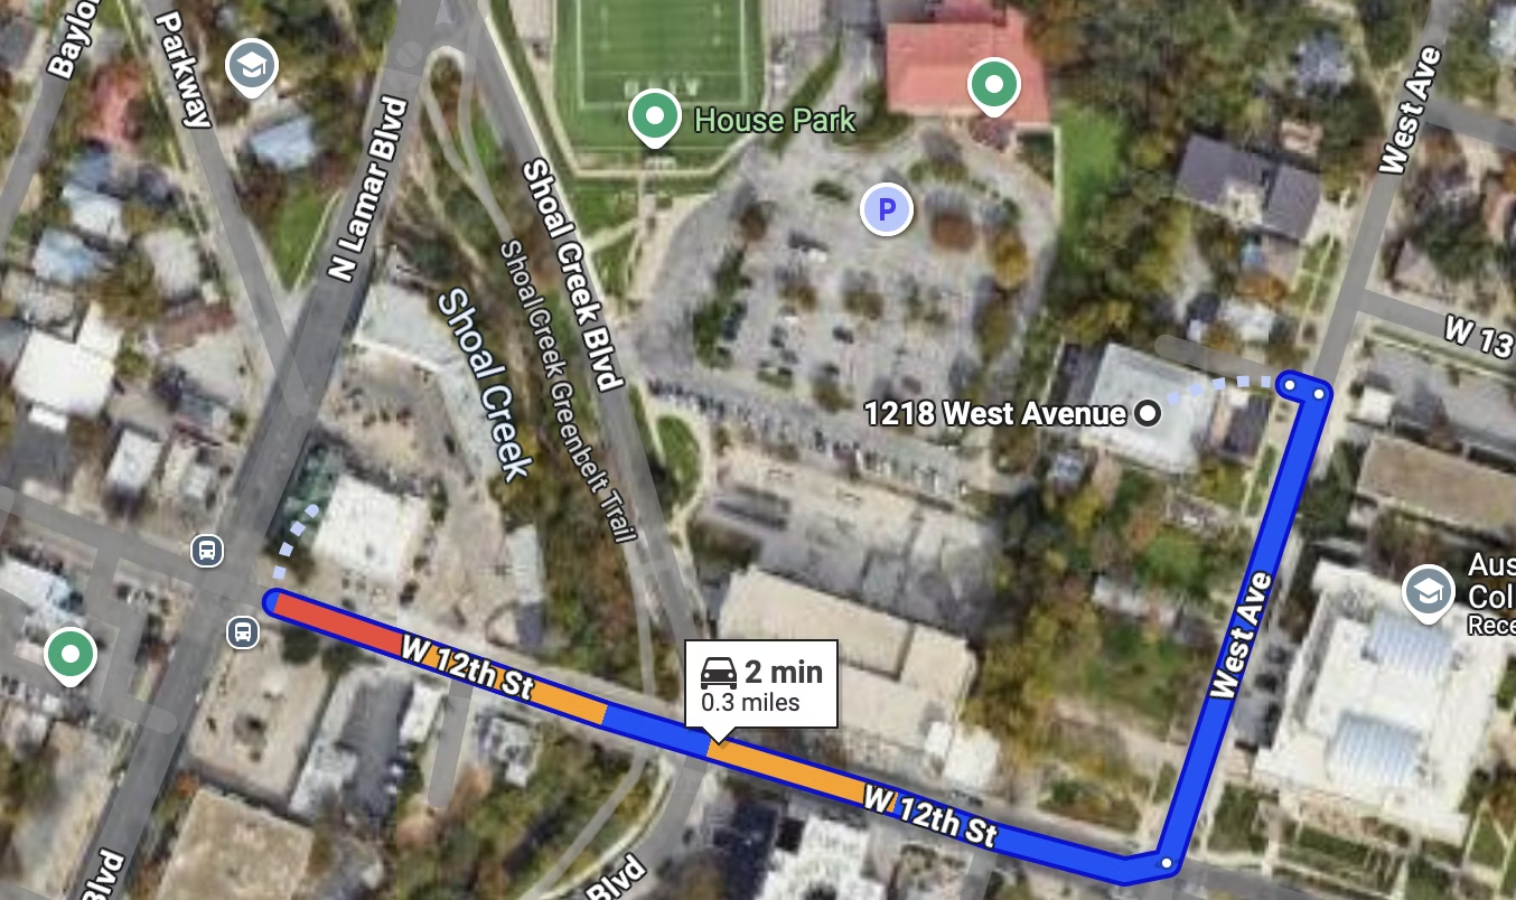 Baylo
Parkway
N Lamar Blvd
House Park
Shoal Creek Blvd
Shoal Creek Greenbelt Trail
Shoal Creek
P
West Ave
W 13
1218 West Avenue
Aus
Col
Rece
West Ave
W 12th St
2 min
0.3 miles
W 12th St
Blvd
Blvd